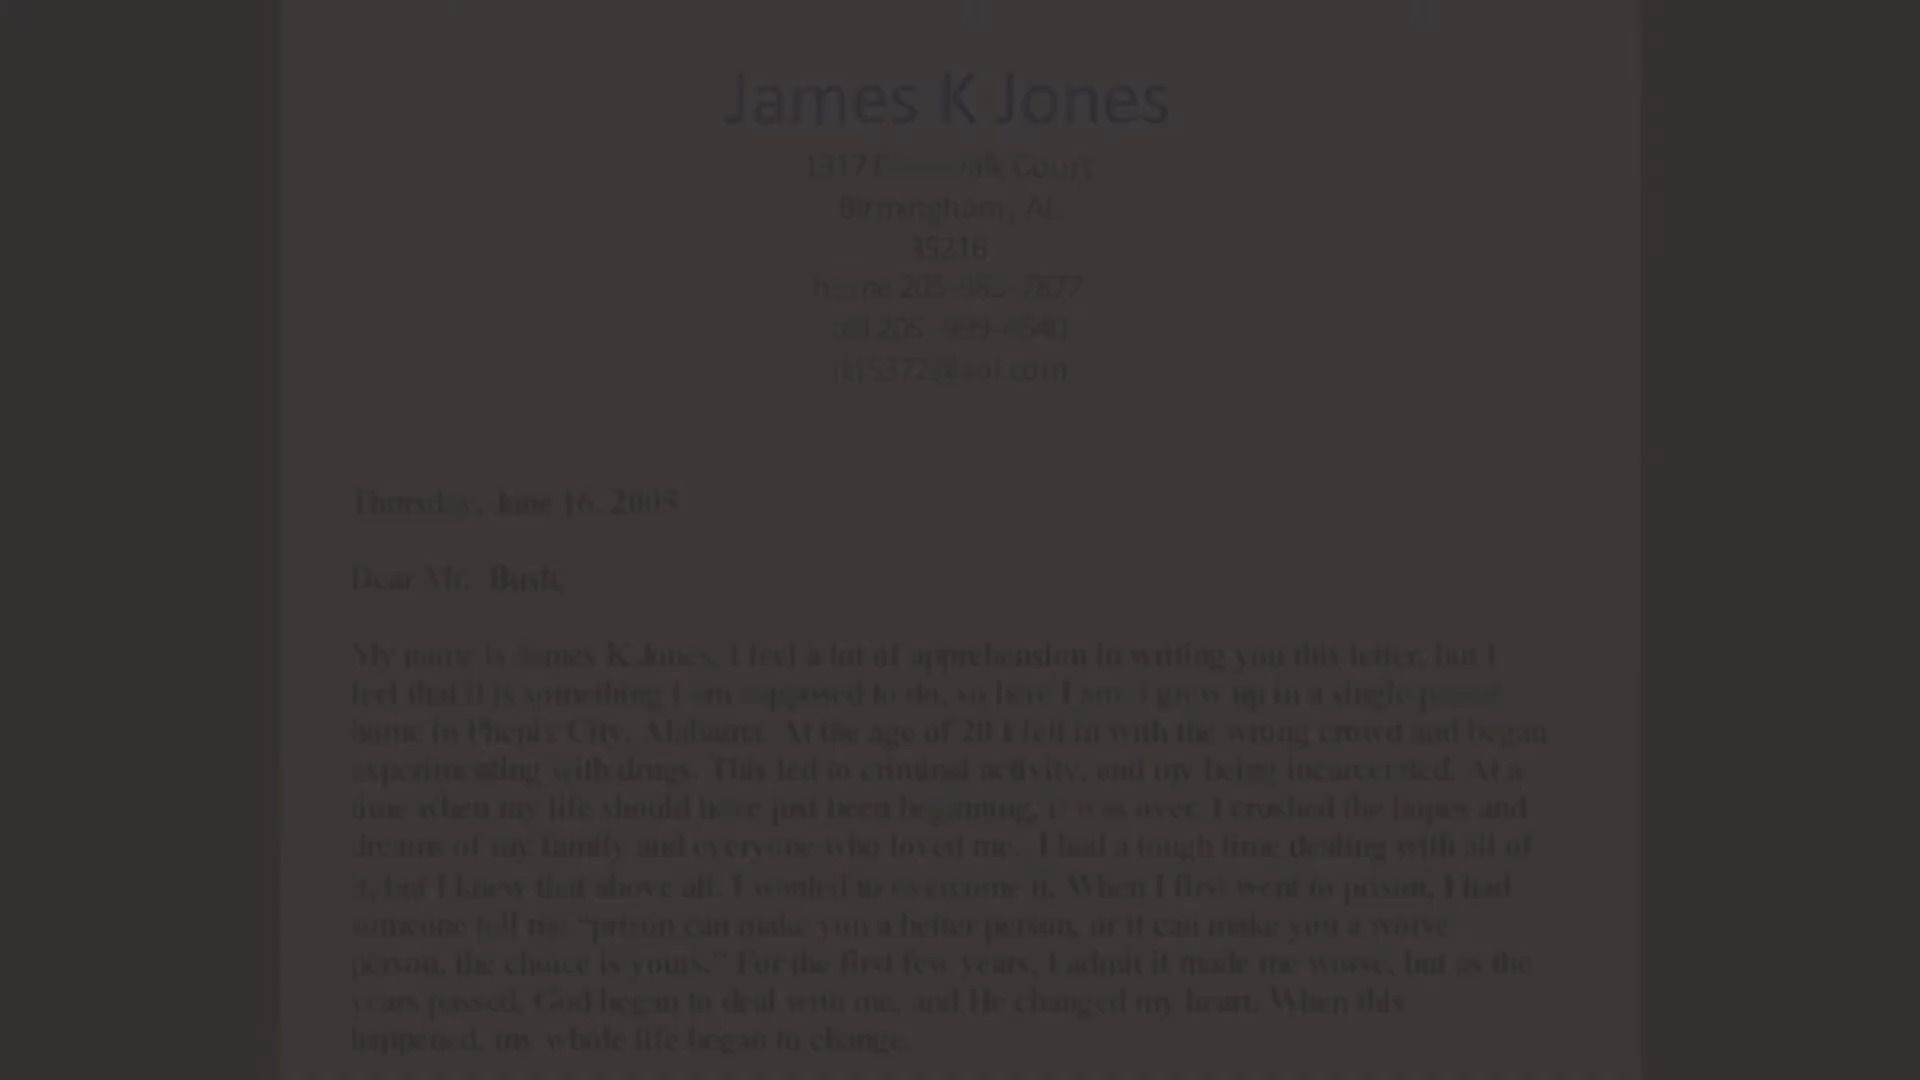 James K Jones
1317 Court
Birmingham, AL
35216
home 205
cell 205
Thursday, June 16, 2005
Dear Mr. Bush,
My name is James K Jones. I feel a lot of apprehension in writing you this letter, but I
feel that it is something I am supposed to do, so here I am. I grew up in a single parent
home in Phenix City, Alabama. At the age of 20 I fell in with the wrong crowd and began
experimenting with drugs. This led to criminal activity, and my being incarcerated. At a
time when my life should have just been beginning, it was over. I crushed the hopes and
dreams of my family and everyone who loved me. I had a tough time dealing with all of
it, but I knew that above all, I wanted to overcome it. When I first went to prison, I had
someone tell me “prison can make you a better person, or it can make you a worse
person, the choice is yours.” For the first few years, I admit it made me worse, but as the
years passed, God began to deal with me, and He changed my heart. When this
happened, my whole life began to change.